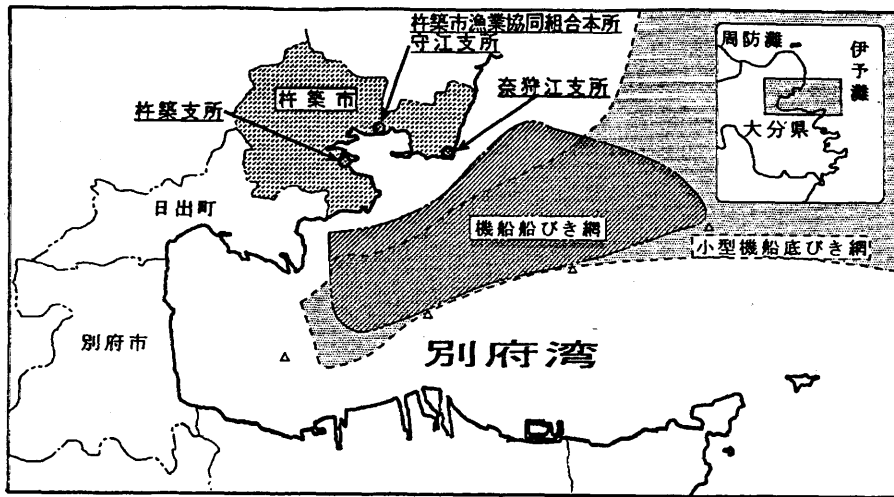 杵築市漁業協同組合本所
守江支所
奈狩江支所
杵築支所
杵築市
日出町
別府市
機船船びき網
小型機船底びき網
別府湾
周防灘
伊予灘
大分県